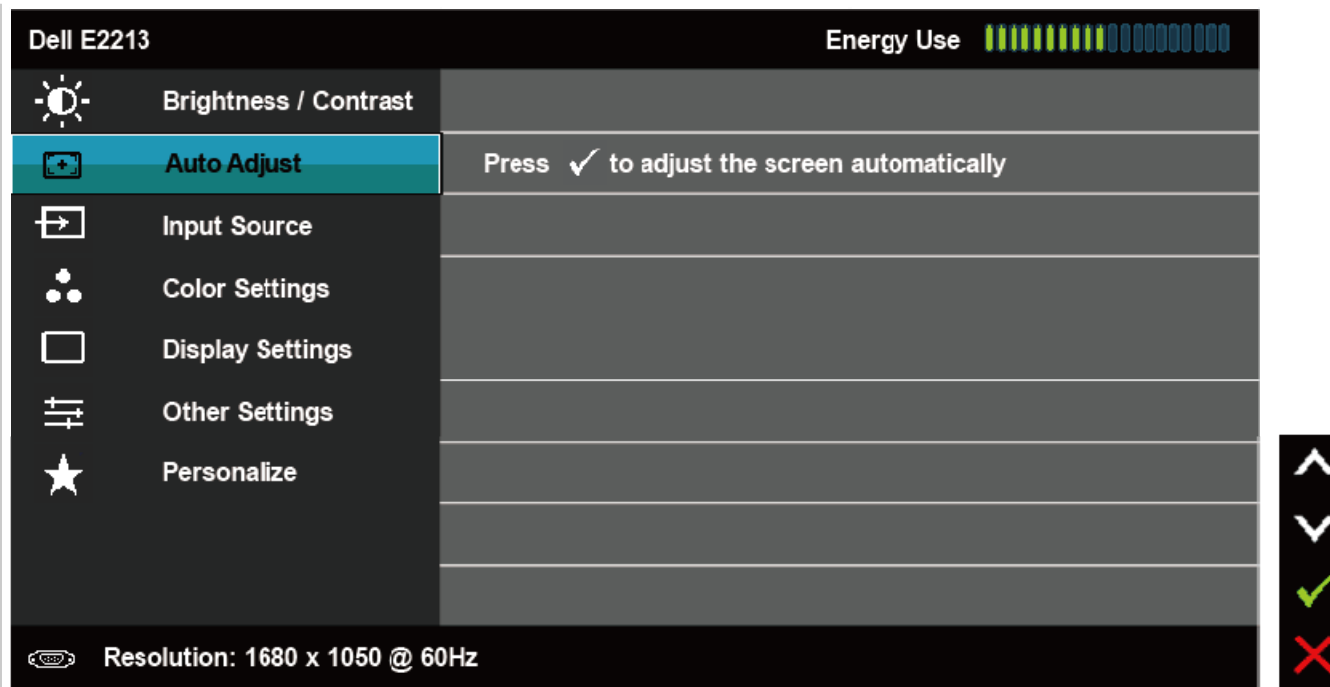 Dell E2213 Energy Use
Brightness / Contrast
Auto Adjust Press ✓ to adjust the screen automatically
Input Source
Color Settings
Display Settings
Other Settings
Personalize
Resolution: 1680 x 1050 @ 60Hz